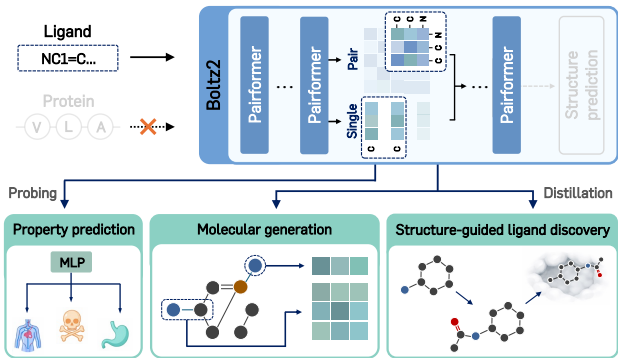 Ligand
NC1=C...
Protein
V L A
Boltz2
Pairformer
...
Pairformer
Pair
C C N
C C N
Single
C C
...
Pairformer
Structure
prediction
Probing
Distillation
Property prediction
MLP
Molecular generation
Structure-guided ligand discovery